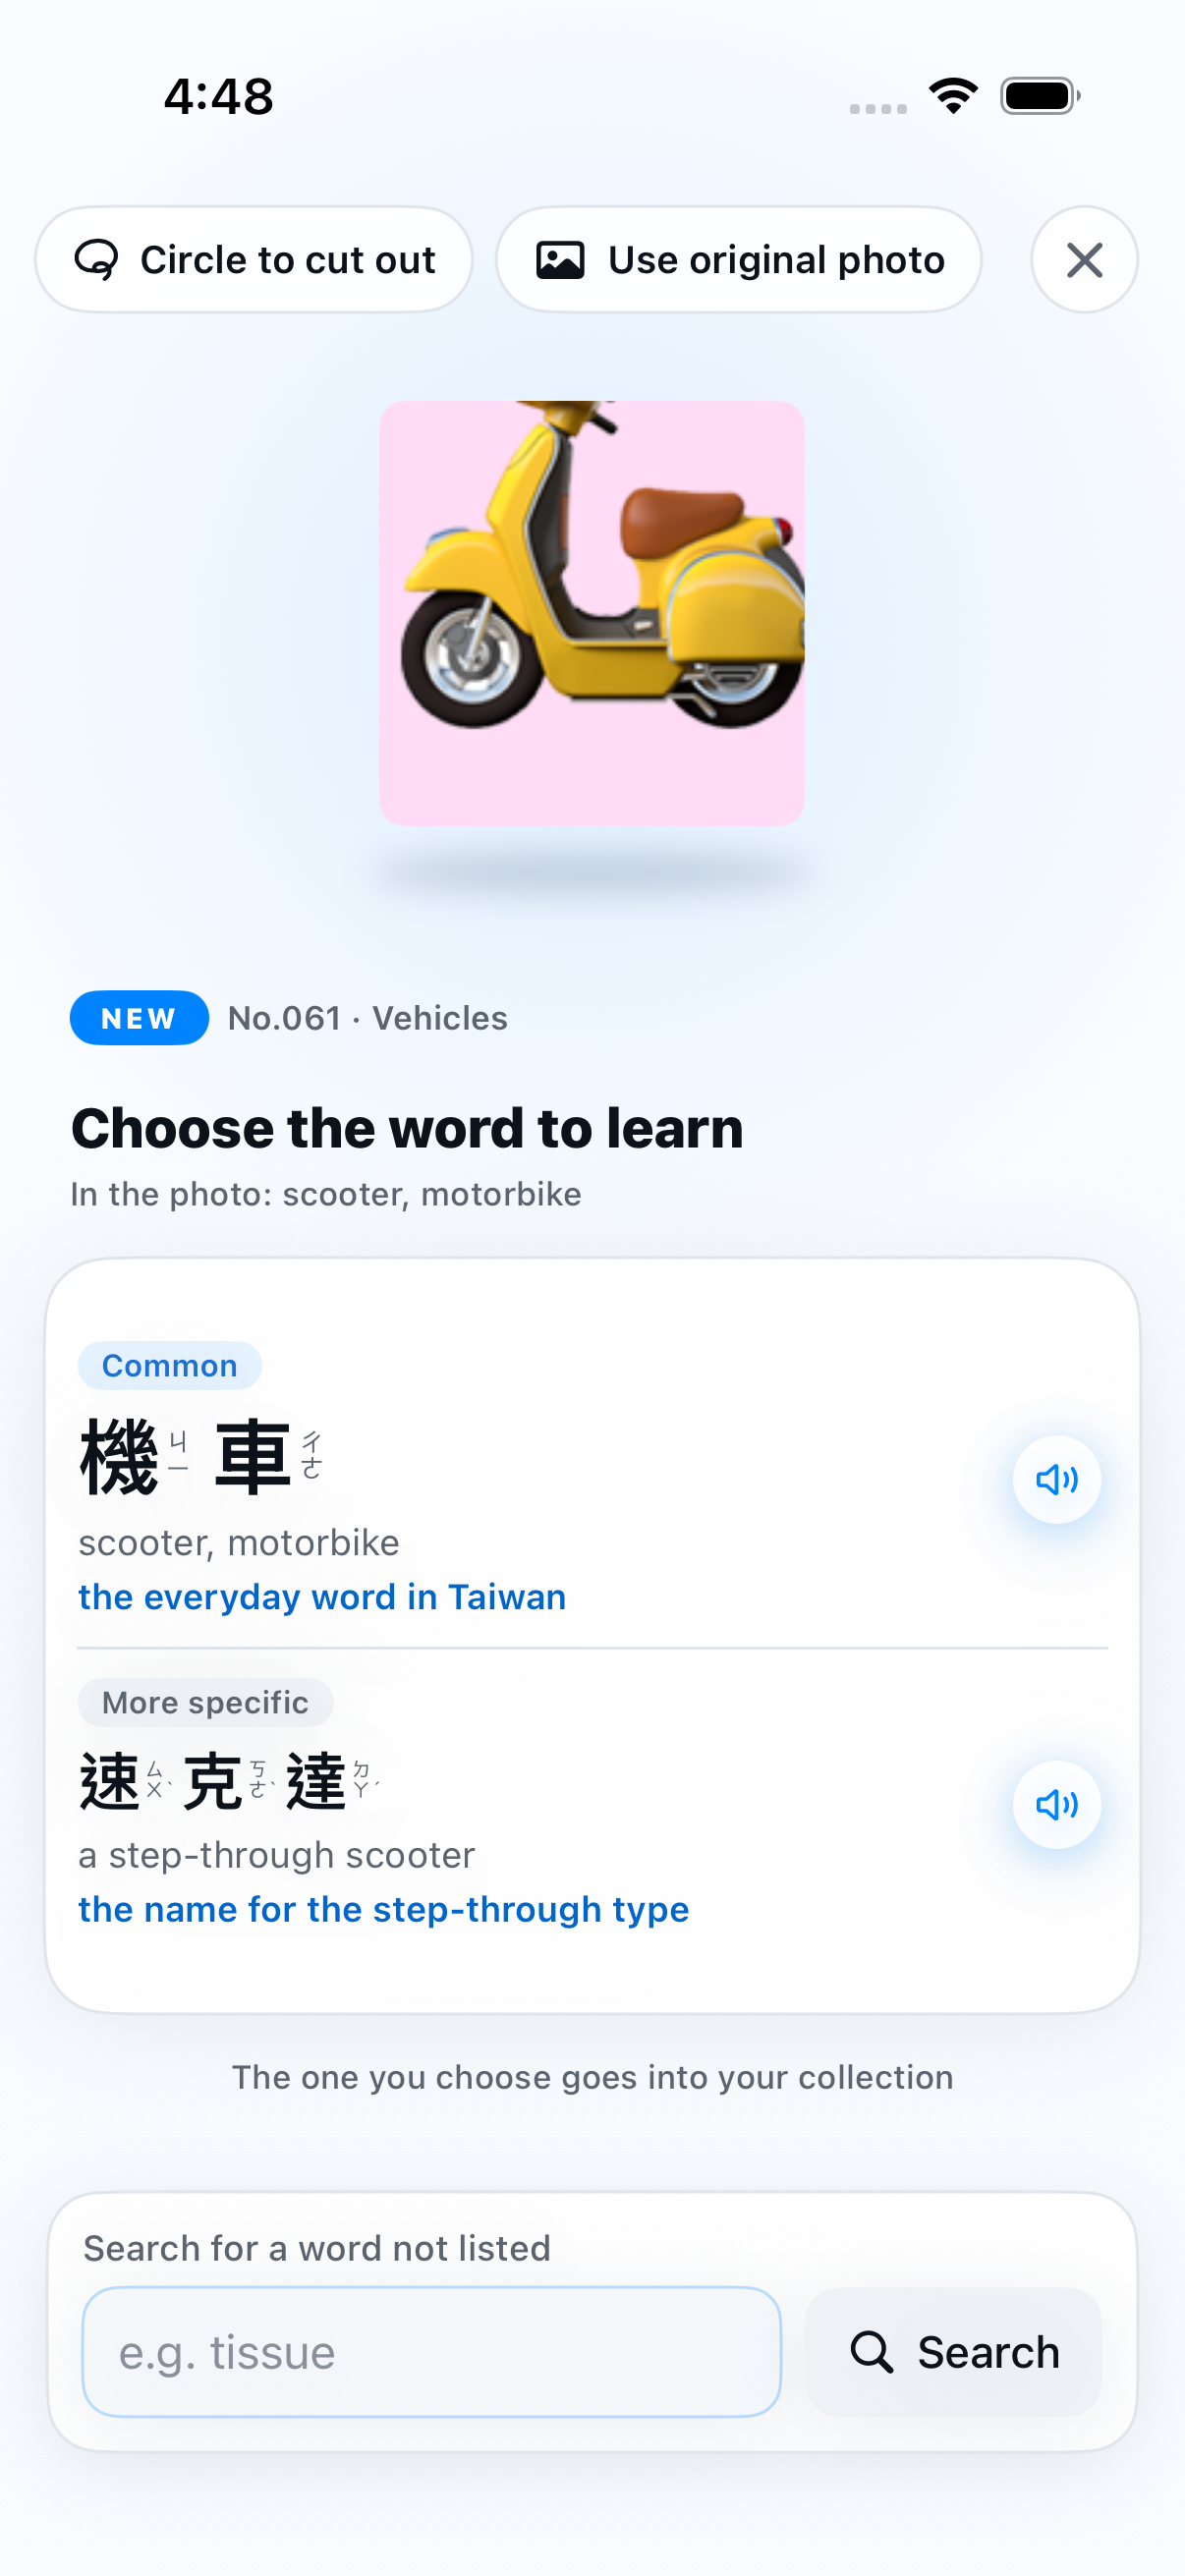 4:48
Circle to cut out
Use original photo
NEW No.061 · Vehicles
Choose the word to learn
In the photo: scooter, motorbike
Common
機ㄐㄧ 車ㄔㄜ
scooter, motorbike
the everyday word in Taiwan
More specific
速ㄙㄨˋ 克ㄎㄜˋ 達ㄉㄚˊ
a step-through scooter
the name for the step-through type
The one you choose goes into your collection
Search for a word not listed
e.g. tissue
Search